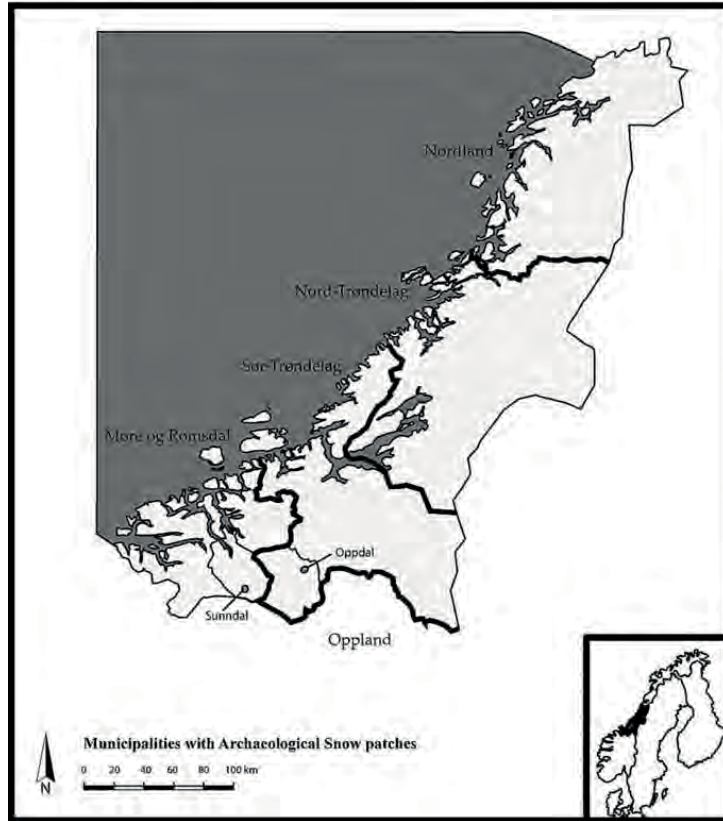 Nordland
Nord-Trøndelag
Sør-Trøndelag
Møre og Romsdal
Oppdal
Sunndal
Oppland
Municipalities with Archaeological Snow patches
0 20 40 60 80 100 km
N